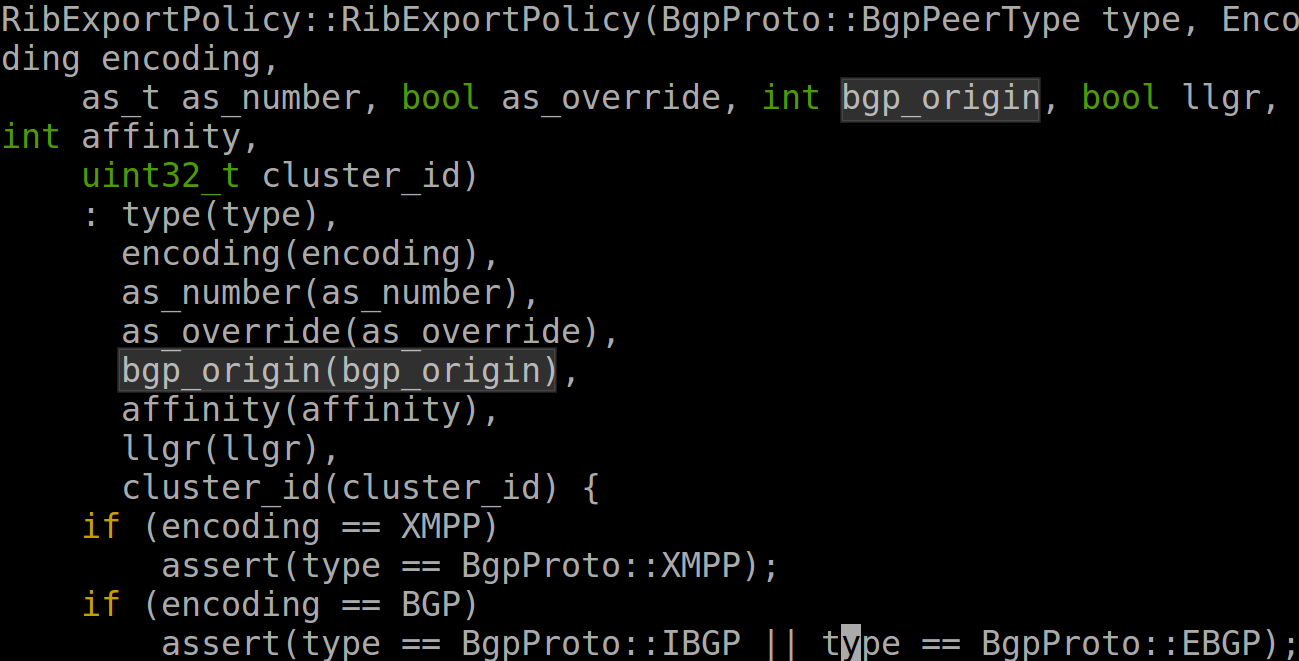 RibExportPolicy::RibExportPolicy(BgpProto::BgpPeerType type, Enco
ding encoding,
    as_t as_number, bool as_override, int bgp_origin, bool llgr,
int affinity,
    uint32_t cluster_id)
    : type(type),
      encoding(encoding),
      as_number(as_number),
      as_override(as_override),
      bgp_origin(bgp_origin),
      affinity(affinity),
      llgr(llgr),
      cluster_id(cluster_id) {
    if (encoding == XMPP)
        assert(type == BgpProto::XMPP);
    if (encoding == BGP)
        assert(type == BgpProto::IBGP || type == BgpProto::EBGP);